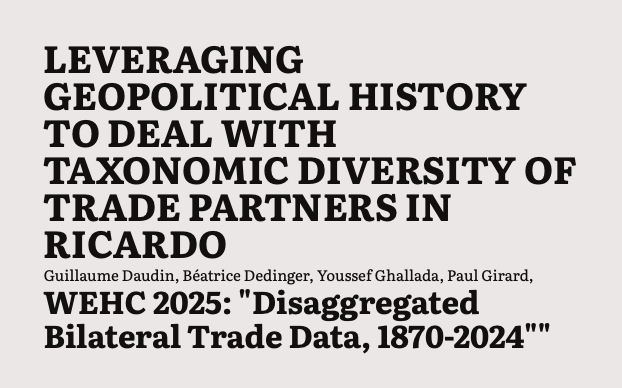 LEVERAGING
GEOPOLITICAL HISTORY
TO DEAL WITH
TAXONOMIC DIVERSITY OF
TRADE PARTNERS IN
RICARDO
Guillaume Daudin, Béatrice Dedinger, Youssef Ghallada, Paul Girard,
WEHC 2025: "Disaggregated
Bilateral Trade Data, 1870-2024""